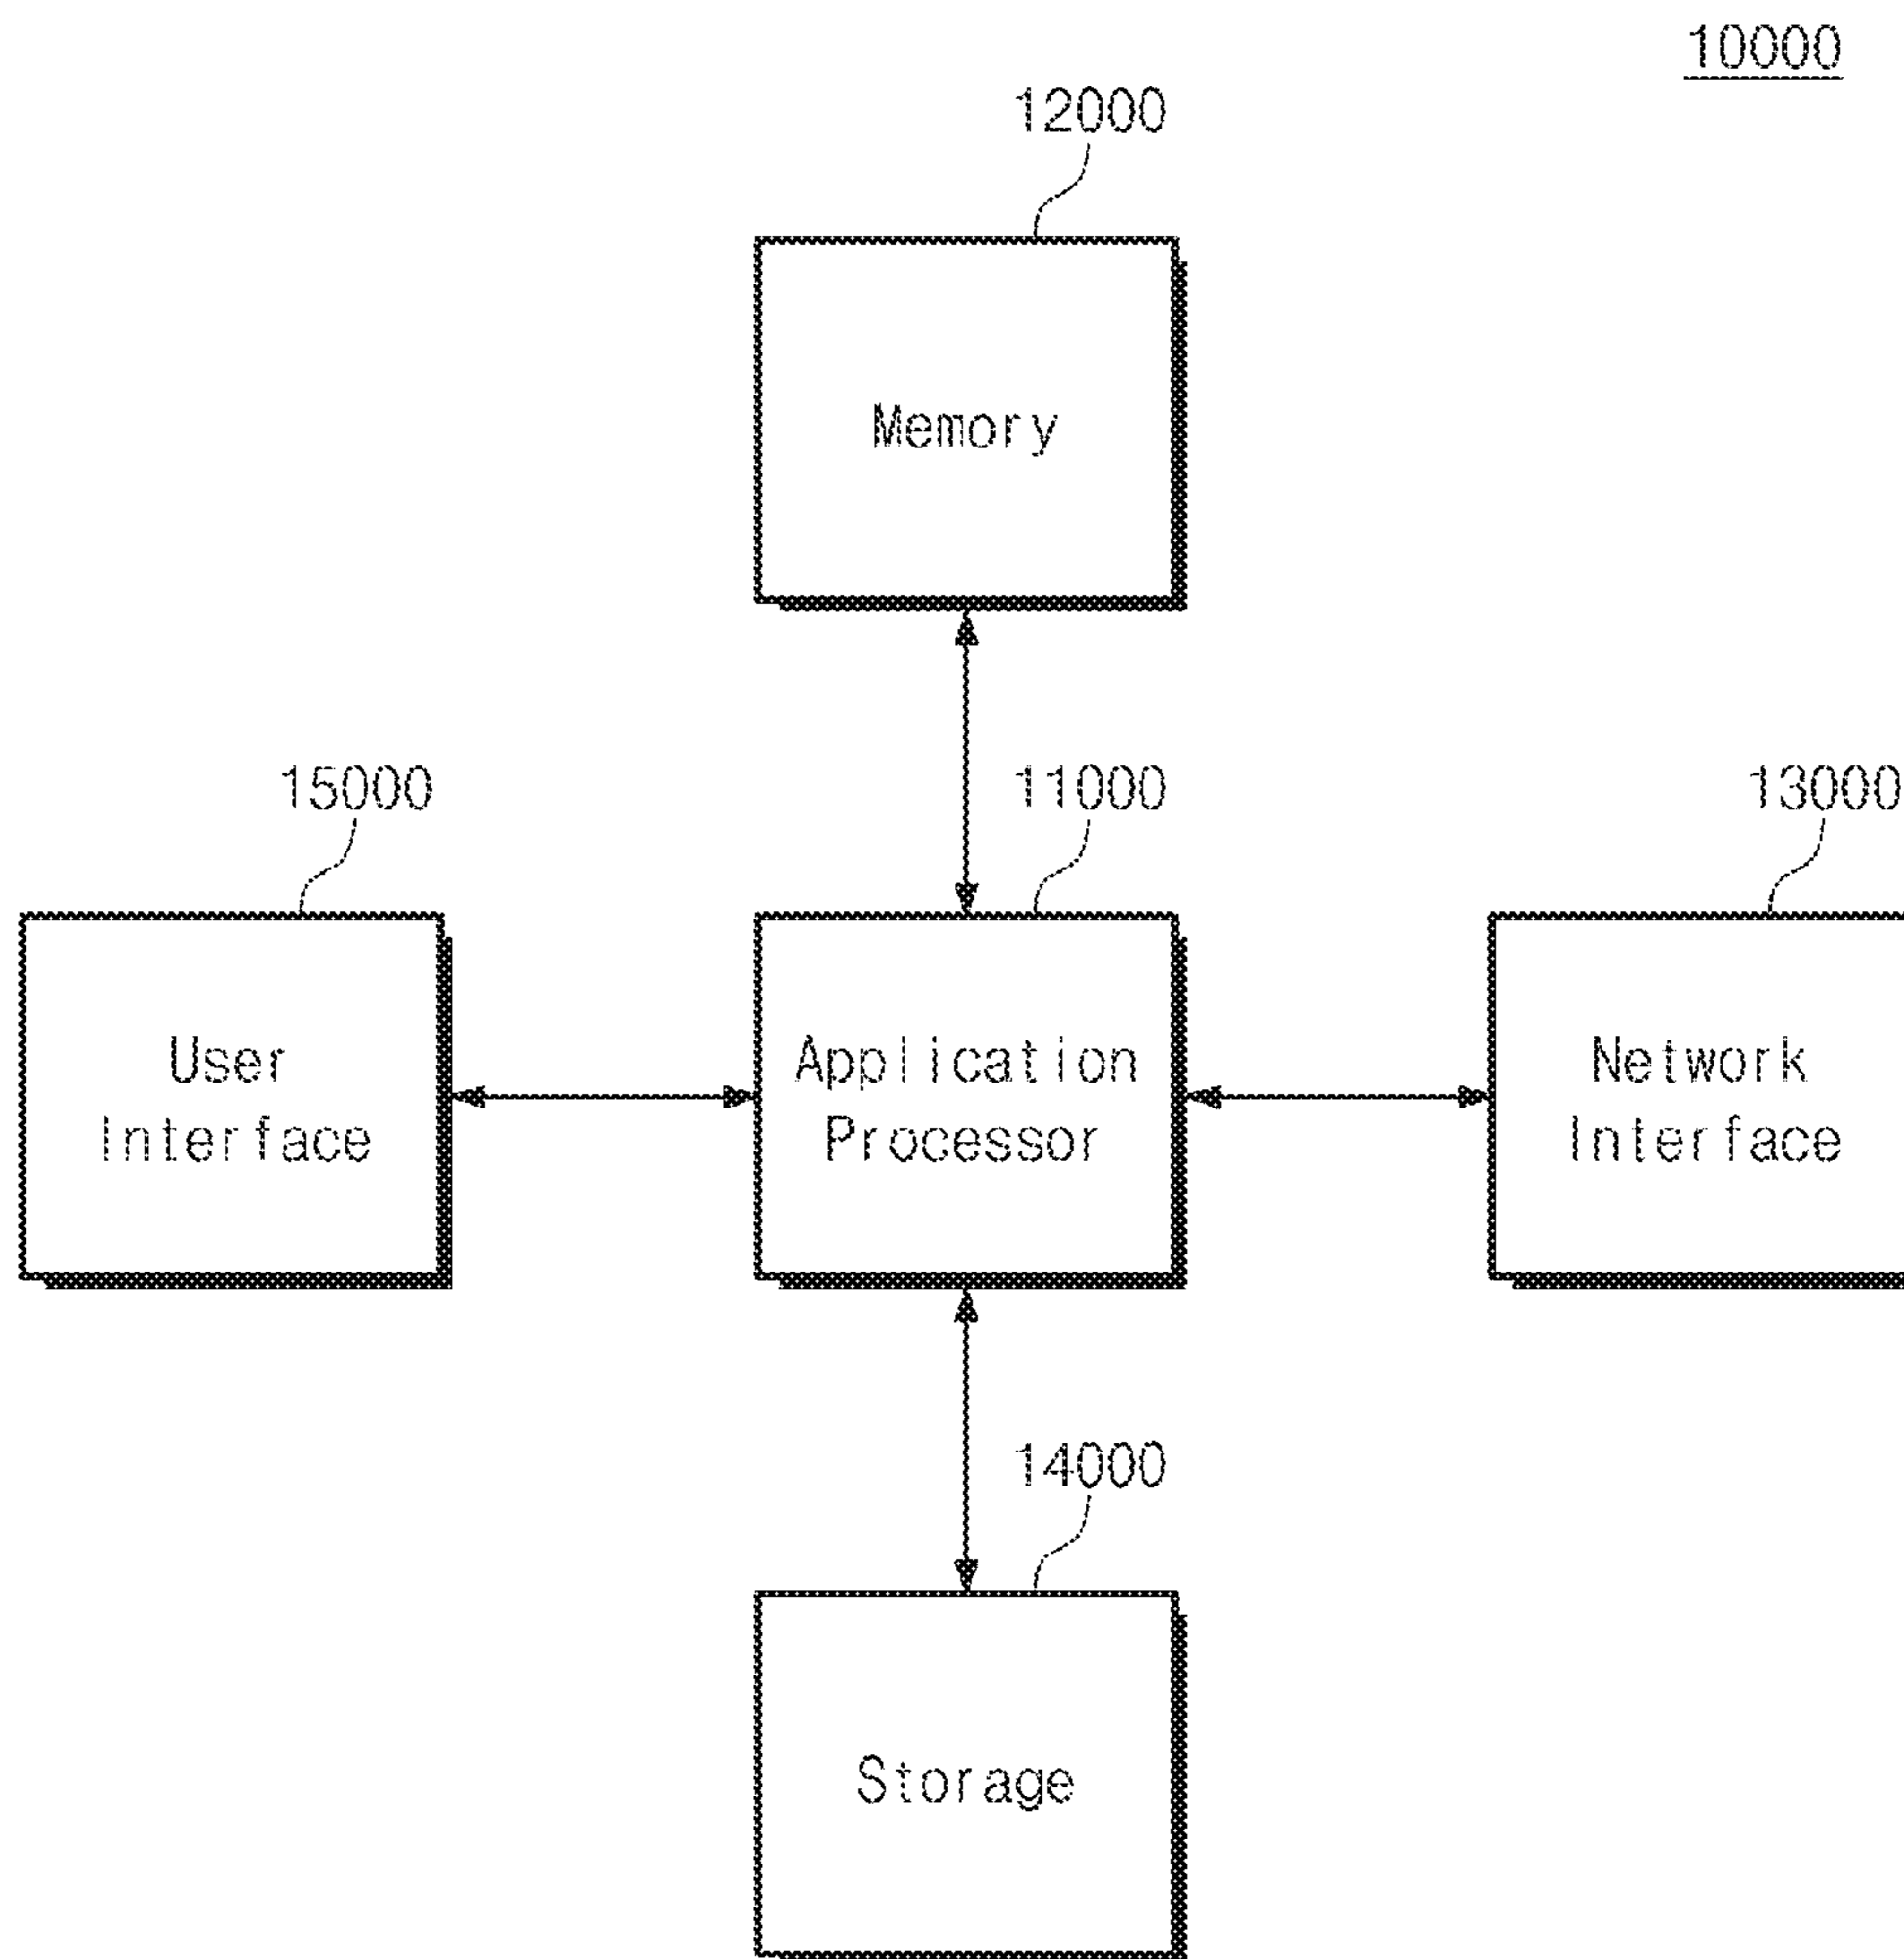 10000
12000
Memory
15000
11000
13000
User
Interface
Application
Processor
Network
Interface
14000
Storage